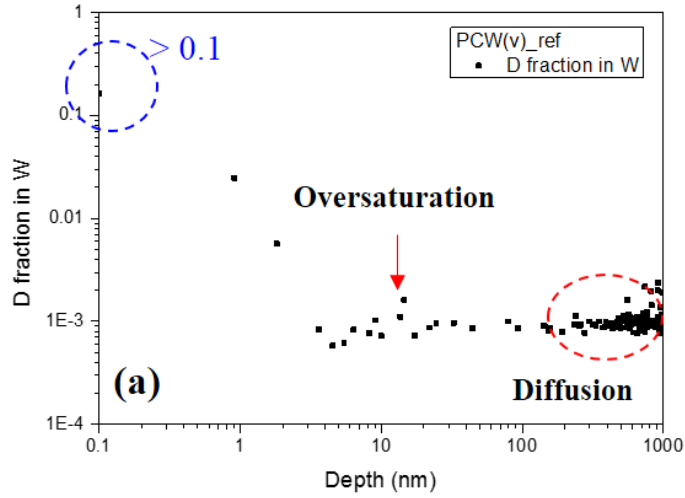 1
0.1
0.01
1E-3
1E-4
D fraction in W
> 0.1
PCW(v)_ref
D fraction in W
Oversaturation
Diffusion
(a)
0.1
1
10
100
1000
Depth (nm)